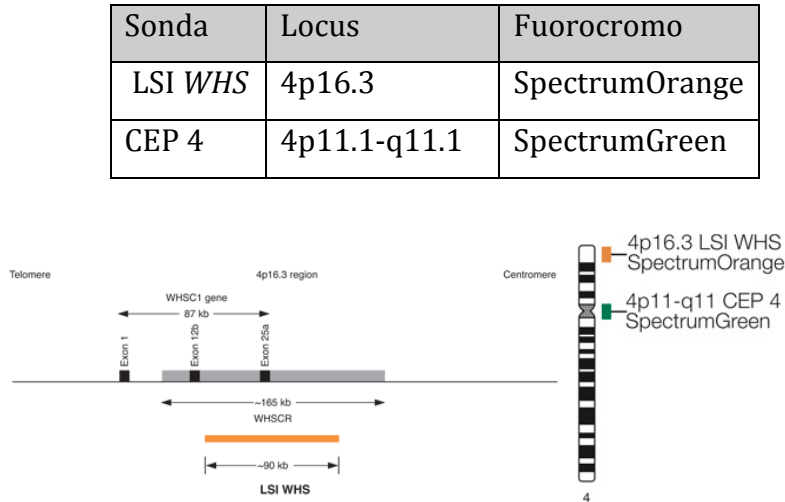 Sonda Locus Fuorocromo
LSI WHS 4p16.3 SpectrumOrange
CEP 4 4p11.1-q11.1 SpectrumGreen
4p16.3 LSI WHS
SpectrumOrange
Telomere 4p16.3 region Centromere
WHSC1 gene
87 kb
4p11-q11 CEP 4
SpectrumGreen
Exon 1
Exon 12b
Exon 25a
~165 kb
WHSCR
~90 kb
LSI WHS
4